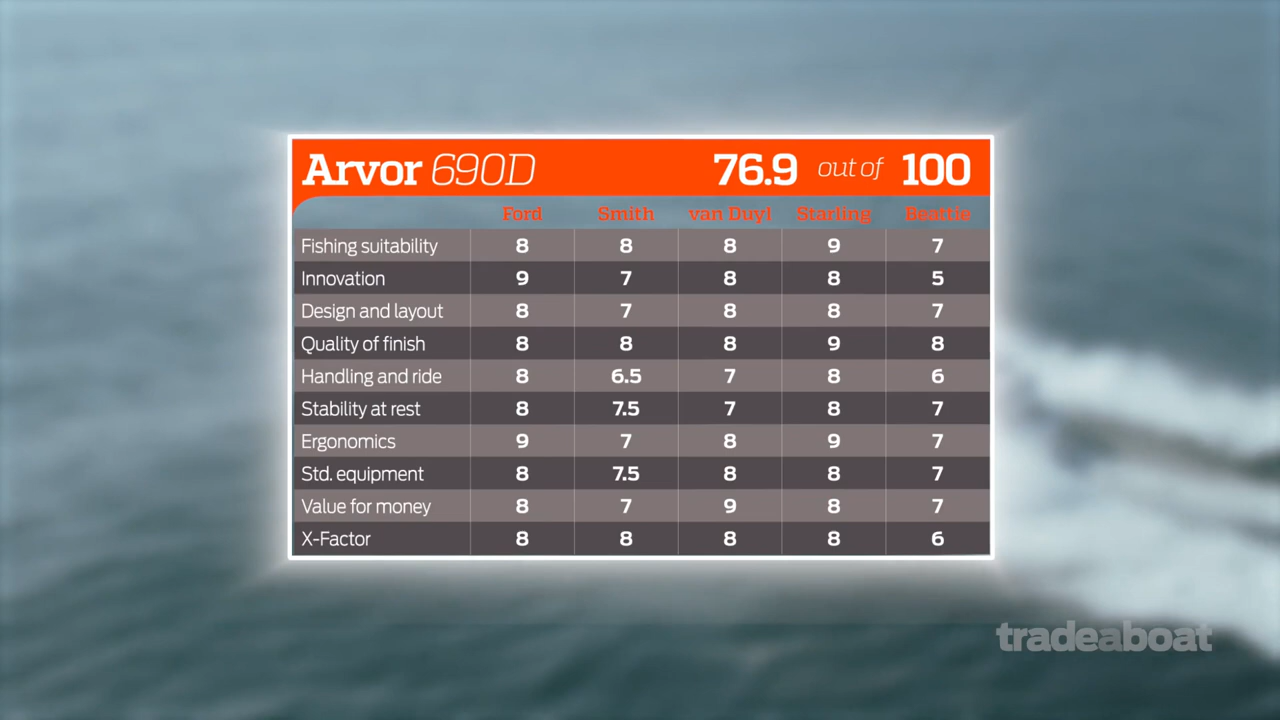 Arvor 690D 76.9 out of 100
Ford Smith van Duyl Starling Beattie
Fishing suitability 8 8 8 9 7
Innovation 9 7 8 8 5
Design and layout 8 7 8 8 7
Quality of finish 8 8 8 9 8
Handling and ride 8 6.5 7 8 6
Stability at rest 8 7.5 7 8 7
Ergonomics 9 7 8 9 7
Std. equipment 8 7.5 8 8 7
Value for money 8 7 9 8 7
X-Factor 8 8 8 8 6
tradeaboat